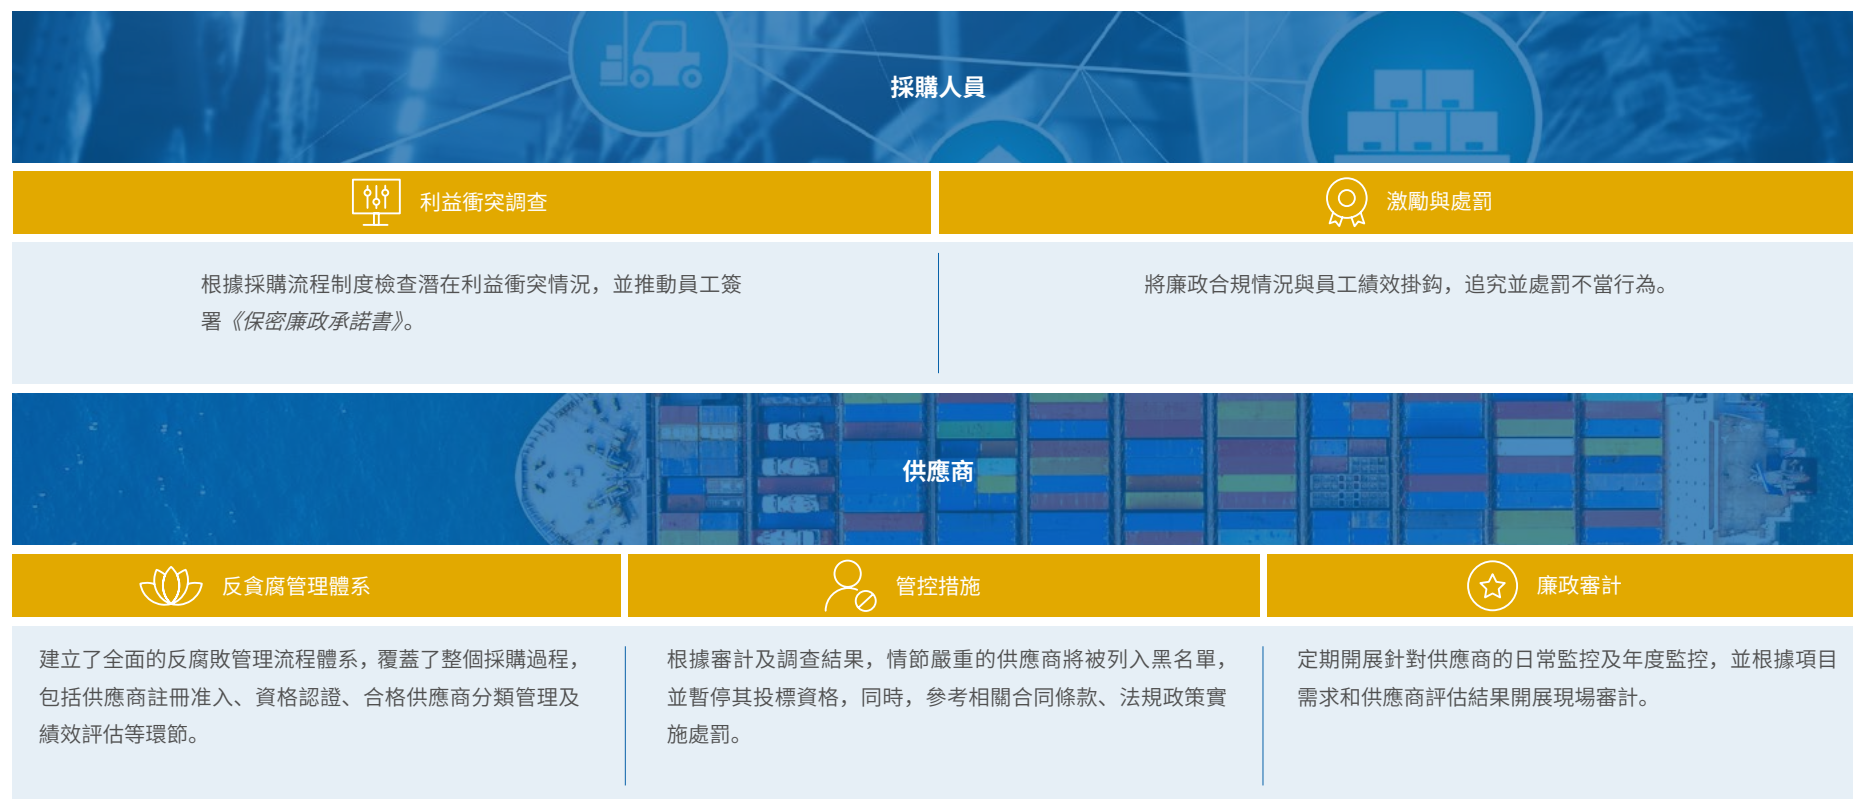 採購人員
利益衝突調查
激勵與處罰
根據採購流程制度檢查潛在利益衝突情況，並推動員工簽
署《保密廉政承諾書》。
將廉政合規情況與員工績效掛鈎，追究並處罰不當行為。
供應商
反貪腐管理體系
管控措施
廉政審計
建立了全面的反腐敗管理流程體系，覆蓋了整個採購過程，
包括供應商註冊准入、資格認證、合格供應商分類管理及
績效評估等環節。
根據審計及調查結果，情節嚴重的供應商將被列入黑名單，
並暫停其投標資格，同時，參考相關合同條款、法規政策實
施處罰。
定期開展針對供應商的日常監控及年度監控，並根據項目
需求和供應商評估結果開展現場審計。